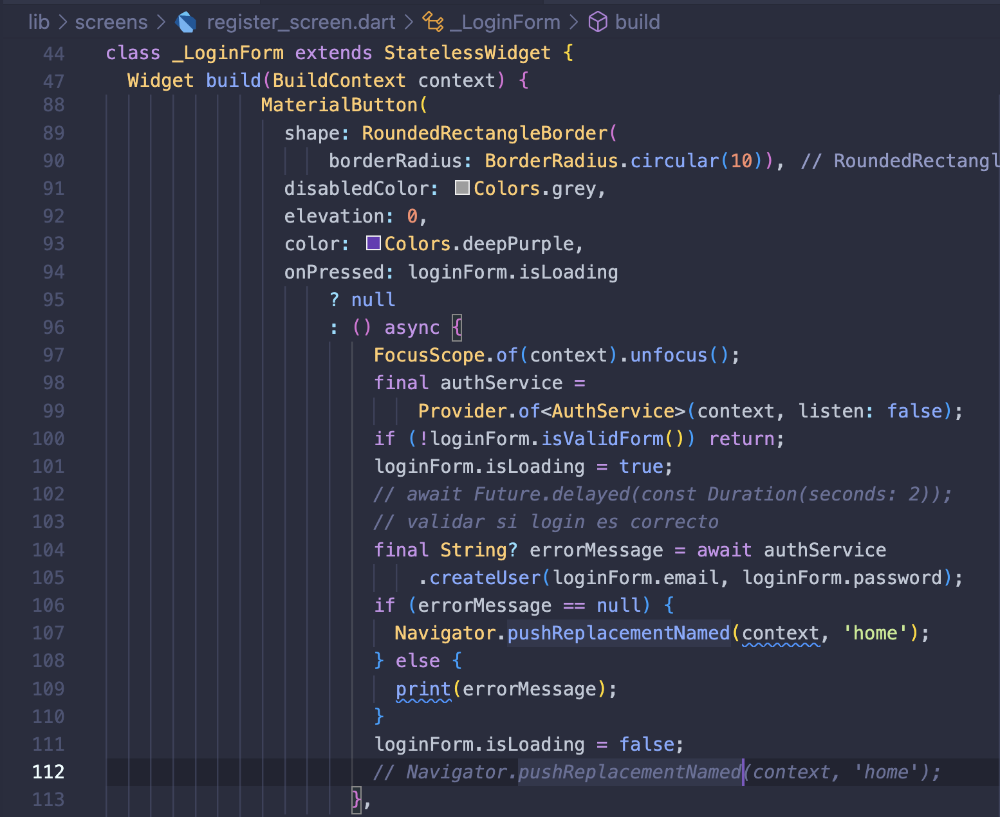 lib > screens > register_screen.dart > _LoginForm > build
44 class _LoginForm extends StatelessWidget {
47 Widget build(BuildContext context) {
88 MaterialButton(
89 shape: RoundedRectangleBorder(
90 borderRadius: BorderRadius.circular(10)), // RoundedRectangl
91 disabledColor: Colors.grey,
92 elevation: 0,
93 color: Colors.deepPurple,
94 onPressed: loginForm.isLoading
95 ? null
96 : () async {
97 FocusScope.of(context).unfocus();
98 final authService =
99 Provider.of<AuthService>(context, listen: false);
100 if (!loginForm.isValidForm()) return;
101 loginForm.isLoading = true;
102 // await Future.delayed(const Duration(seconds: 2));
103 // validar si login es correcto
104 final String? errorMessage = await authService
105 .createUser(loginForm.email, loginForm.password);
106 if (errorMessage == null) {
107 Navigator.pushReplacementNamed(context, 'home');
108 } else {
109 print(errorMessage);
110 }
111 loginForm.isLoading = false;
112 // Navigator.pushReplacementNamed(context, 'home');
113 },